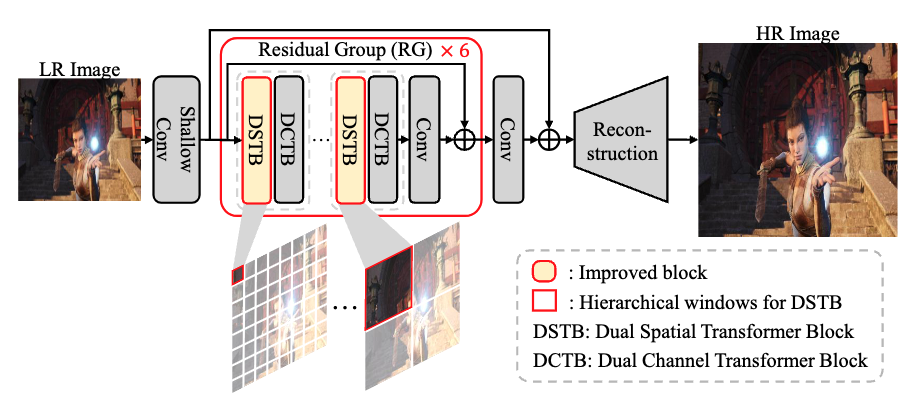 LR Image
Shallow
Conv
Residual Group (RG) × 6
DSTB
DCTB
...
DSTB
DCTB
Conv
Conv
Recon-
struction
HR Image
...
: Improved block
: Hierarchical windows for DSTB
DSTB: Dual Spatial Transformer Block
DCTB: Dual Channel Transformer Block